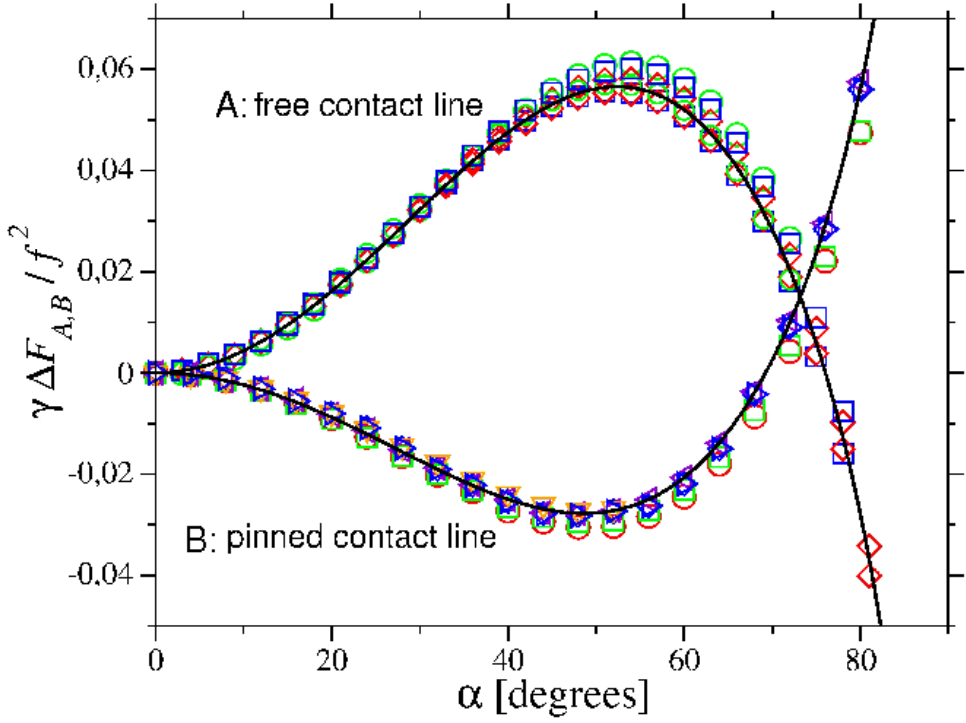 0,06
A: free contact line
0,04
0,02
γ ΔF_{A,B} / f^2
0
-0,02
B: pinned contact line
-0,04
0 20 40 60 80
α [degrees]